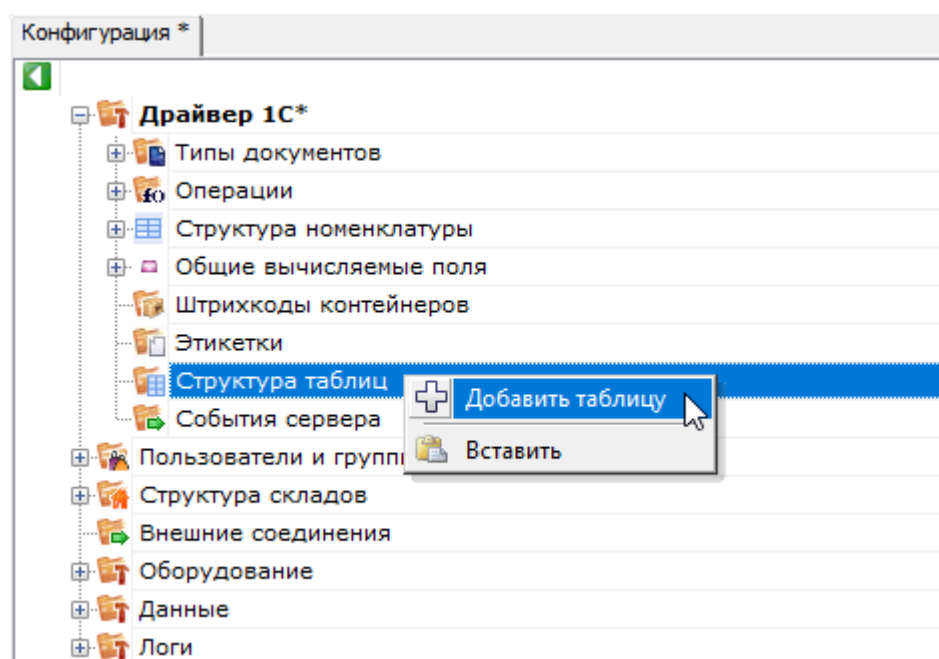 Конфигурация *
Драйвер 1С*
Типы документов
Операции
Структура номенклатуры
Общие вычисляемые поля
Штрихкоды контейнеров
Этикетки
Структура таблиц
Добавить таблицу
События сервера
Вставить
Пользователи и групп
Структура складов
Внешние соединения
Оборудование
Данные
Логи